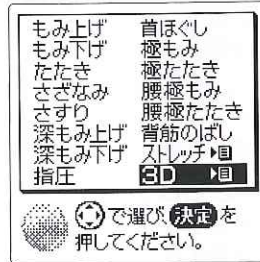 もみ上げ 首ほぐし
もみ下げ 極もみ
たたき 極たたき
さざなみ 腰極もみ
さすり 腰極たたき
深もみ上げ 背筋のばし
深もみ下げ ストレッチ
指圧 3D
で選び、決定を
押してください。